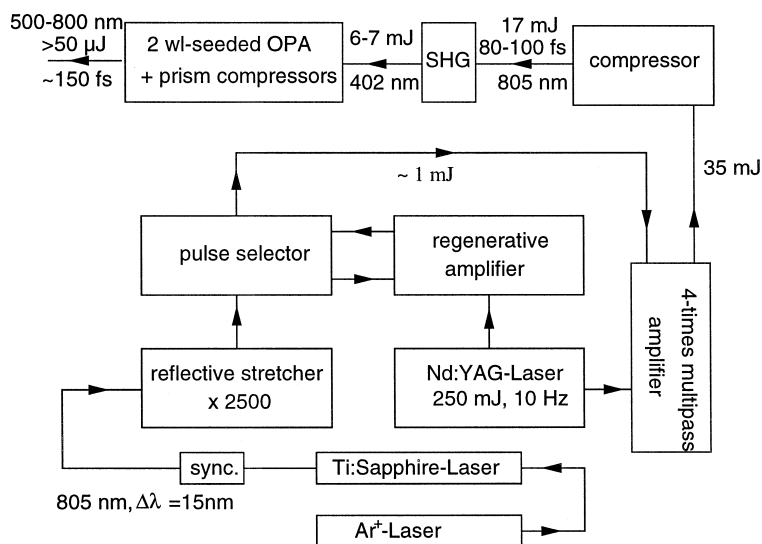 500-800 nm
>50 µJ
~150 fs
2 wl-seeded OPA
+ prism compressors
6-7 mJ
402 nm
SHG
17 mJ
80-100 fs
805 nm
compressor
35 mJ
~ 1 mJ
pulse selector
regenerative
amplifier
4-times multipass
amplifier
reflective stretcher
x 2500
Nd:YAG-Laser
250 mJ, 10 Hz
sync.
Ti:Sapphire-Laser
805 nm, Δλ =15nm
Ar+-Laser